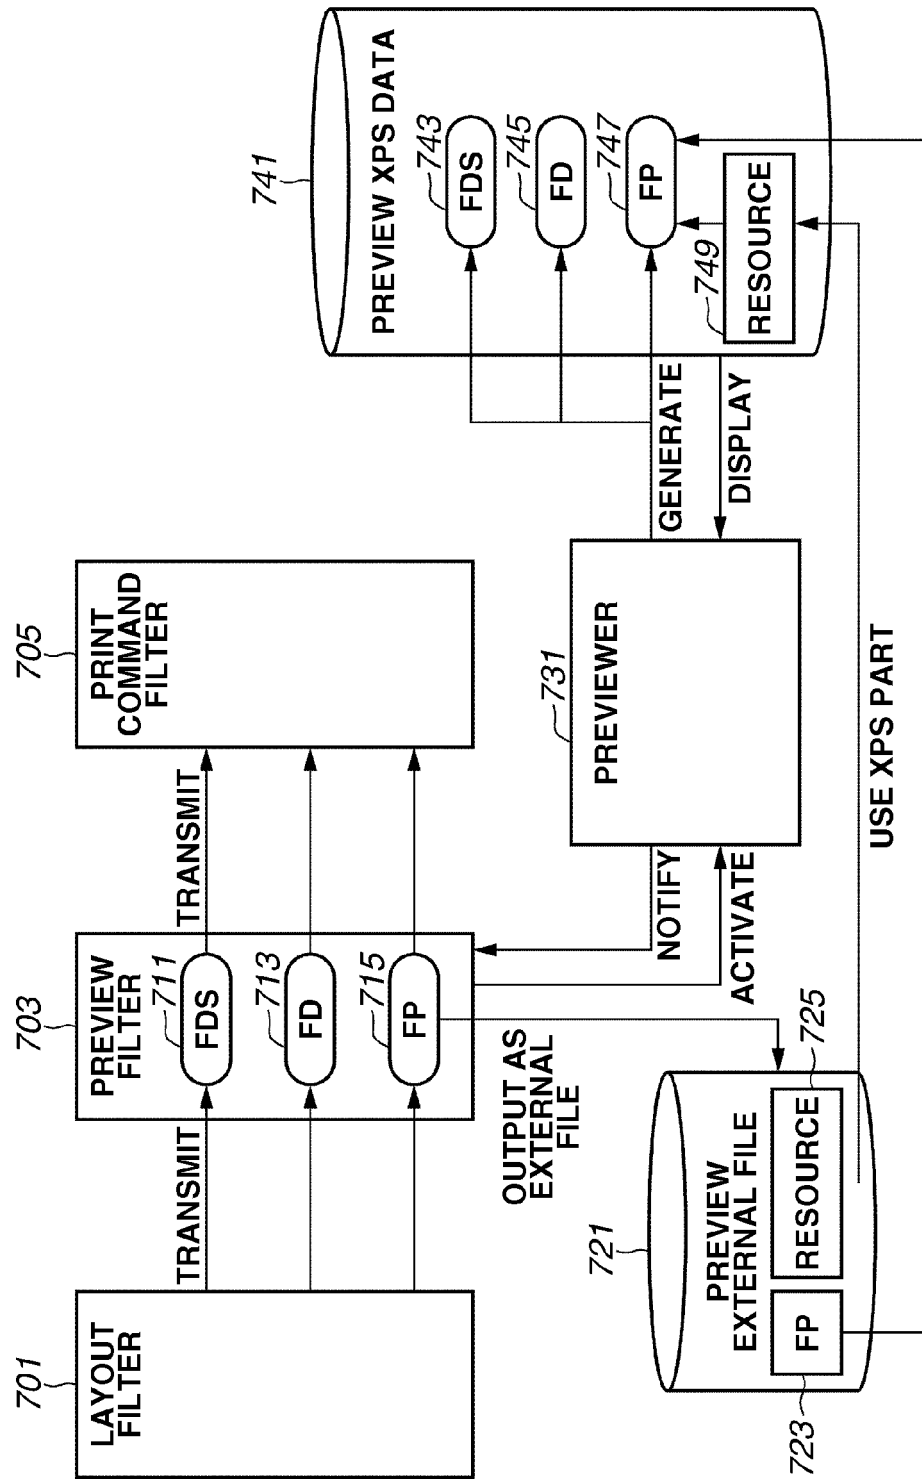 701
LAYOUT
FILTER
TRANSMIT
703
PREVIEW
FILTER
711
FDS
713
FD
715
FP
TRANSMIT
705
PRINT
COMMAND
FILTER
OUTPUT AS
EXTERNAL
FILE
NOTIFY
ACTIVATE
721
PREVIEW
EXTERNAL FILE
FP
723
RESOURCE
725
731
PREVIEWER
GENERATE
DISPLAY
USE XPS PART
741
PREVIEW XPS DATA
743
FDS
745
FD
747
FP
749
RESOURCE